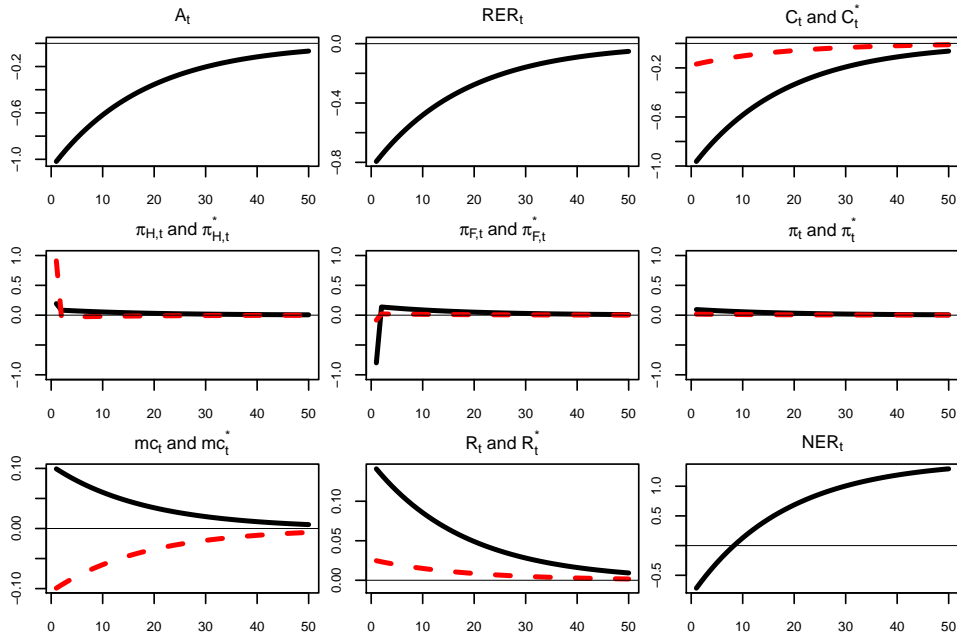 A_t
RER_t
C_t and C_t^*
−0.2
−0.6
−1.0
0 10 20 30 40 50
0.0
−0.4
−0.8
0 10 20 30 40 50
−0.2
−0.6
−1.0
0 10 20 30 40 50
π_{H,t} and π_{H,t}^*
π_{F,t} and π_{F,t}^*
π_t and π_t^*
1.0
0.5
0.0
−1.0
0 10 20 30 40 50
1.0
0.5
0.0
−1.0
0 10 20 30 40 50
1.0
0.5
0.0
−1.0
0 10 20 30 40 50
mc_t and mc_t^*
R_t and R_t^*
NER_t
0.10
0.00
−0.10
0 10 20 30 40 50
0.10
0.00
0 10 20 30 40 50
1.0
0.5
−0.5
0 10 20 30 40 50